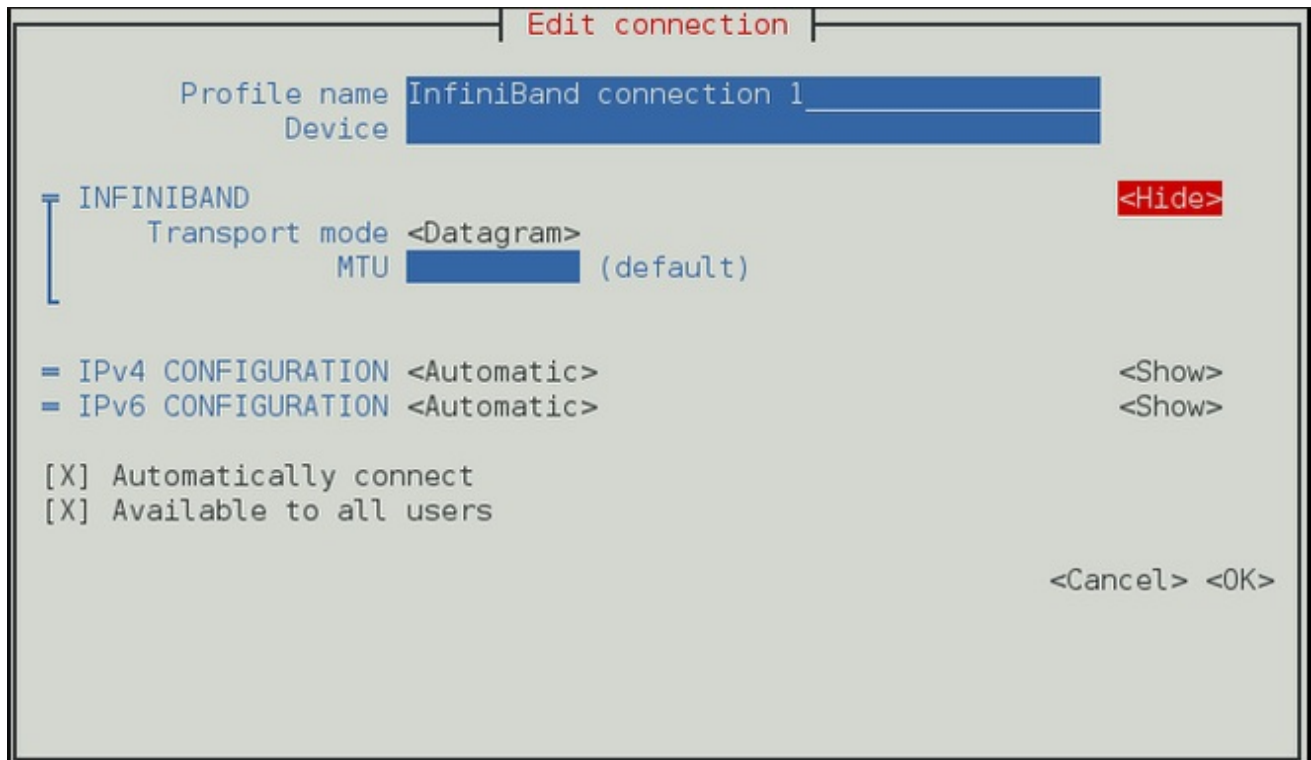 Edit connection
Profile name InfiniBand connection 1
Device
INFINIBAND <Hide>
Transport mode <Datagram>
MTU (default)
= IPv4 CONFIGURATION <Automatic> <Show>
= IPv6 CONFIGURATION <Automatic> <Show>
[X] Automatically connect
[X] Available to all users
<Cancel> <OK>